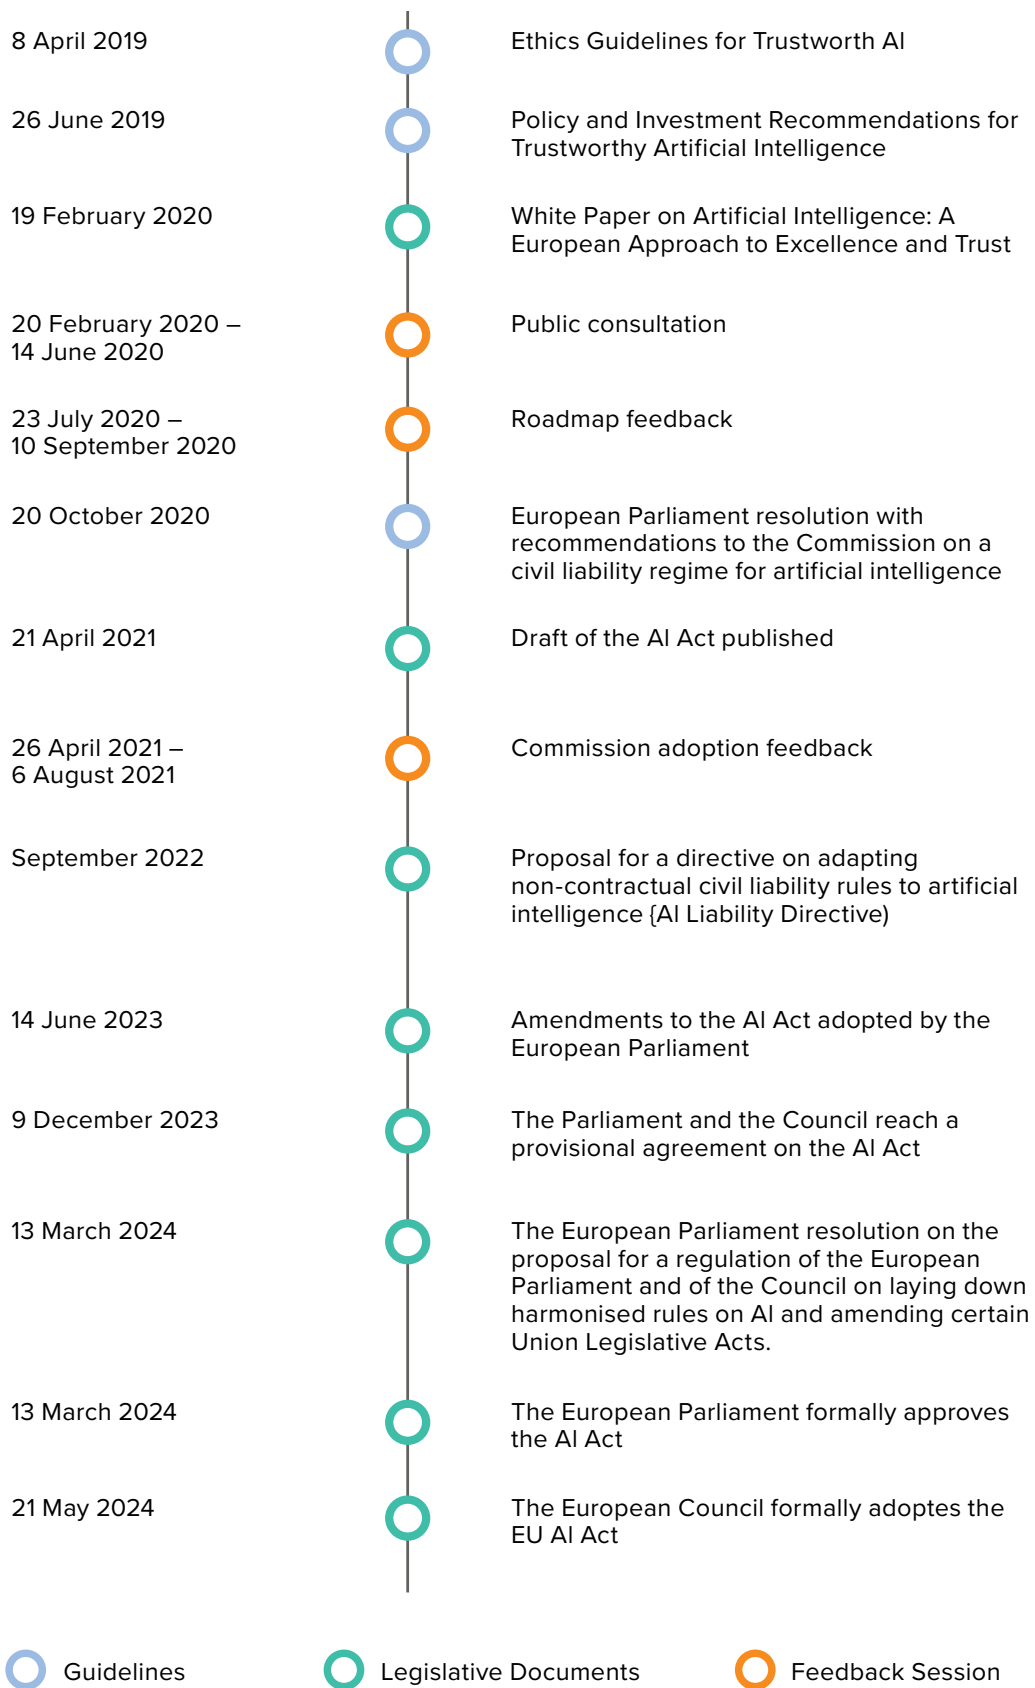 8 April 2019
Ethics Guidelines for Trustworth AI
26 June 2019
Policy and Investment Recommendations for
Trustworthy Artificial Intelligence
19 February 2020
White Paper on Artificial Intelligence: A
European Approach to Excellence and Trust
20 February 2020 –
14 June 2020
Public consultation
23 July 2020 –
10 September 2020
Roadmap feedback
20 October 2020
European Parliament resolution with
recommendations to the Commission on a
civil liability regime for artificial intelligence
21 April 2021
Draft of the AI Act published
26 April 2021 –
6 August 2021
Commission adoption feedback
September 2022
Proposal for a directive on adapting
non-contractual civil liability rules to artificial
intelligence {AI Liability Directive)
14 June 2023
Amendments to the AI Act adopted by the
European Parliament
9 December 2023
The Parliament and the Council reach a
provisional agreement on the AI Act
13 March 2024
The European Parliament resolution on the
proposal for a regulation of the European
Parliament and of the Council on laying down
harmonised rules on AI and amending certain
Union Legislative Acts.
13 March 2024
The European Parliament formally approves
the AI Act
21 May 2024
The European Council formally adoptes the
EU AI Act
Guidelines
Legislative Documents
Feedback Session